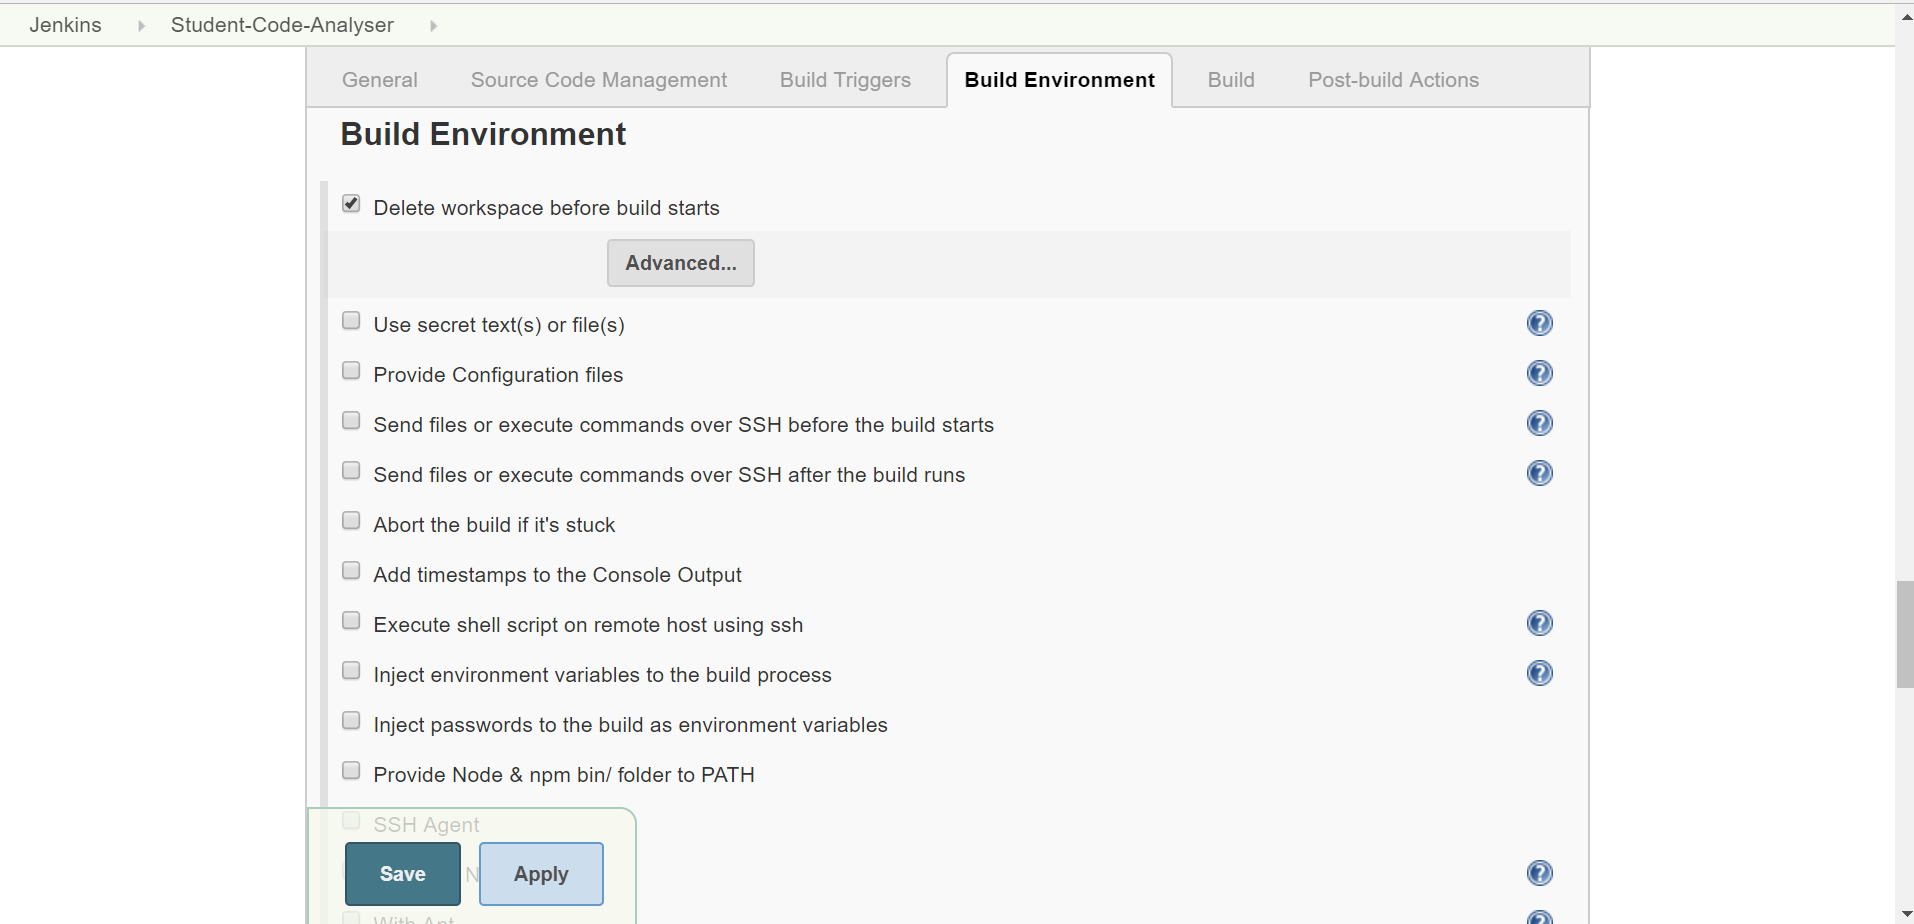 Jenkins Student-Code-Analyser
General Source Code Management Build Triggers Build Environment Build Post-build Actions
Build Environment
Delete workspace before build starts
Advanced...
Use secret text(s) or file(s)
Provide Configuration files
Send files or execute commands over SSH before the build starts
Send files or execute commands over SSH after the build runs
Abort the build if it's stuck
Add timestamps to the Console Output
Execute shell script on remote host using ssh
Inject environment variables to the build process
Inject passwords to the build as environment variables
Provide Node & npm bin/ folder to PATH
SSH Agent
Save N Apply
With Ant